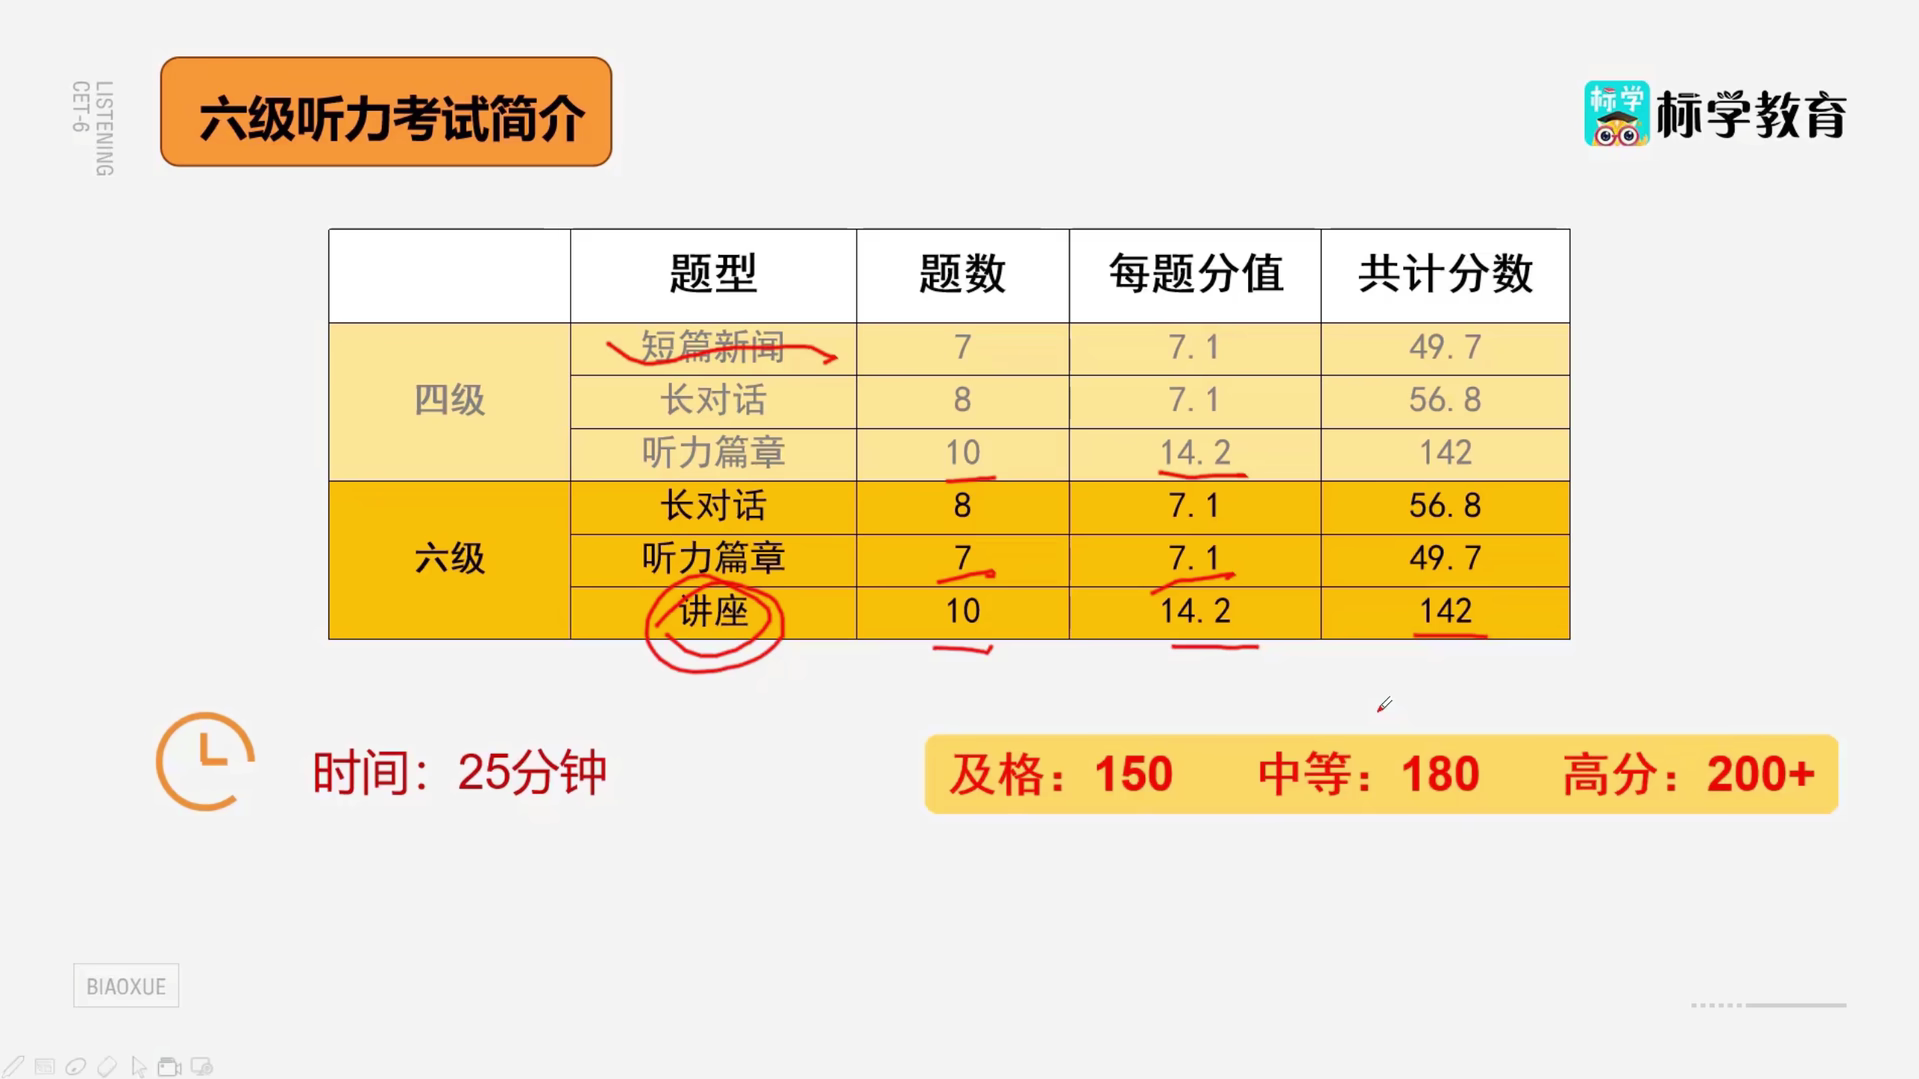 LISTENING
CET-6
六级听力考试简介
标学
标学教育
题型 题数 每题分值 共计分数
四级
短篇新闻 7 7.1 49.7
长对话 8 7.1 56.8
听力篇章 10 14.2 142
六级
长对话 8 7.1 56.8
听力篇章 7 7.1 49.7
讲座 10 14.2 142
时间：25分钟
及格：150 中等：180 高分：200+
BIAOXUE